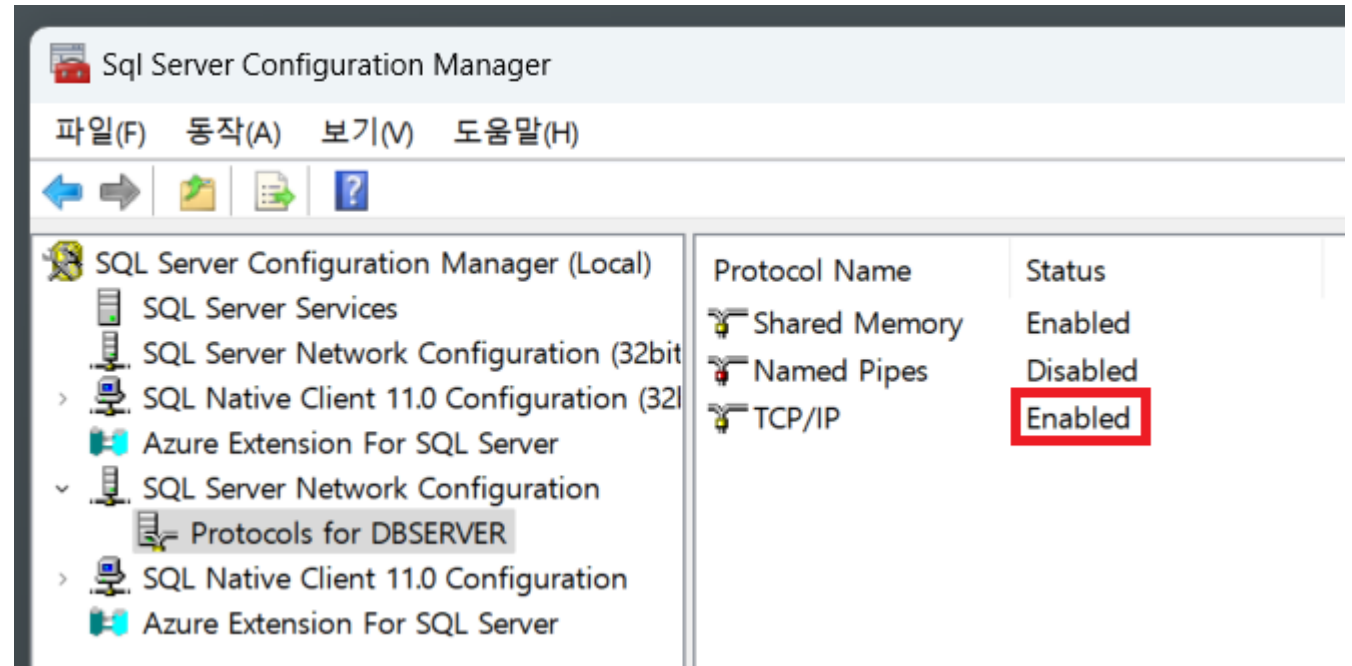 Sql Server Configuration Manager
파일(F) 동작(A) 보기(V) 도움말(H)
SQL Server Configuration Manager (Local)
SQL Server Services
SQL Server Network Configuration (32bit
SQL Native Client 11.0 Configuration (32
Azure Extension For SQL Server
SQL Server Network Configuration
Protocols for DBSERVER
SQL Native Client 11.0 Configuration
Azure Extension For SQL Server
Protocol Name Status
Shared Memory Enabled
Named Pipes Disabled
TCP/IP Enabled